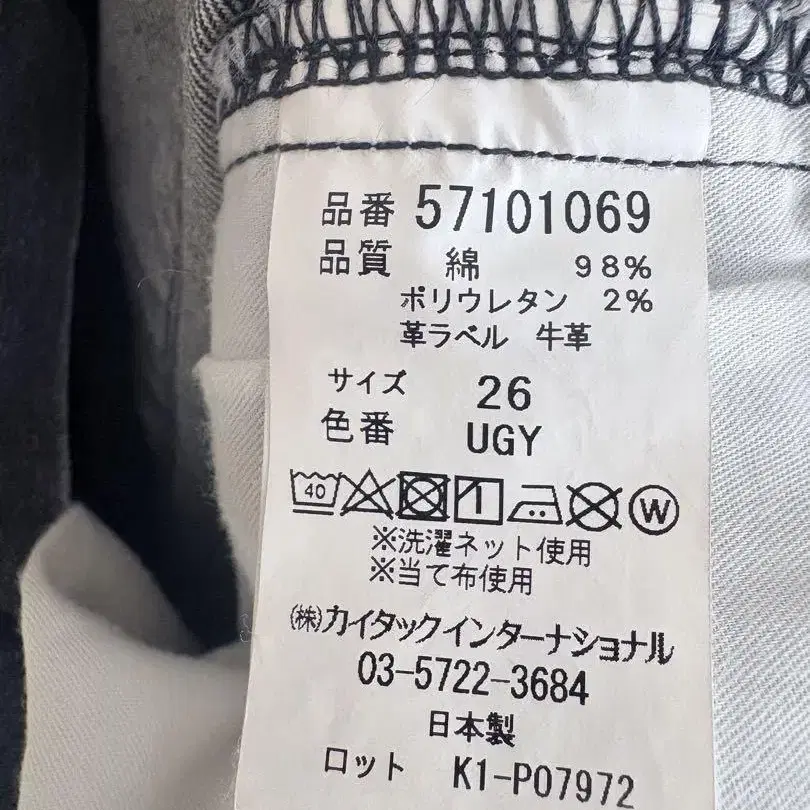 品番 57101069
品質 綿 98%
ポリウレタン 2%
革ラベル 牛革
サイズ 26
色番 UGY
40 W
※洗濯ネット使用
※当て布使用
㈱カイタックインターナショナル
03-5722-3684
日本製
ロット K1-P07972